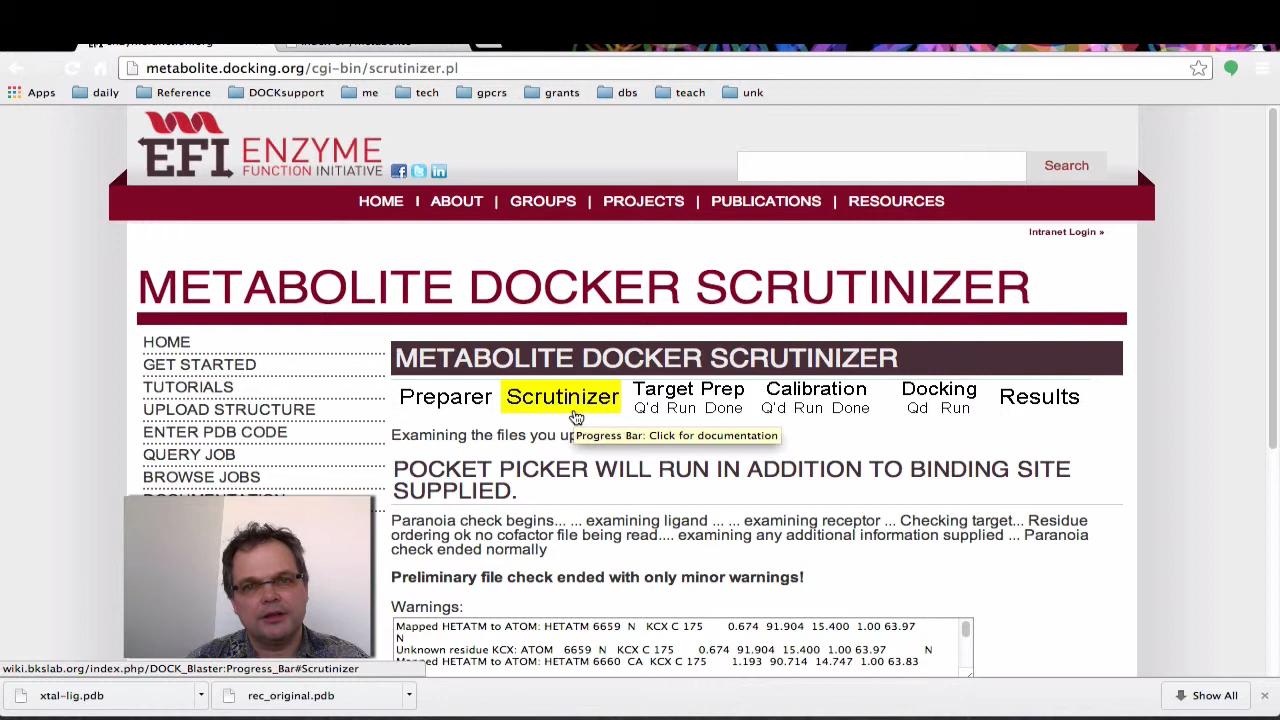 metabolite.docking.org/cgi-bin/scrutinizer.pl
Apps daily Reference DOCKsupport me tech gpcrs grants dbs teach unk
EFI ENZYME
FUNCTION INITIATIVE
Search
HOME | ABOUT | GROUPS | PROJECTS | PUBLICATIONS | RESOURCES
Intranet Login »
METABOLITE DOCKER SCRUTINIZER
HOME
GET STARTED
TUTORIALS
UPLOAD STRUCTURE
ENTER PDB CODE
QUERY JOB
BROWSE JOBS
METABOLITE DOCKER SCRUTINIZER
Preparer Scrutinizer Target Prep Calibration Docking Results
Q'd Run Done Q'd Run Done Qd Run
Examining the files you
Progress Bar: Click for documentation
POCKET PICKER WILL RUN IN ADDITION TO BINDING SITE
SUPPLIED.
Paranoia check begins... ... examining ligand ... ... examining receptor ... Checking target... Residue
ordering ok no cofactor file being read.... examining any additional information supplied ... Paranoia
check ended normally
Preliminary file check ended with only minor warnings!
Warnings:
Mapped HETATM to ATOM: HETATM 6659 N KCX C 175 0.674 91.904 15.400 1.00 63.97
N
Unknown residue KCX: ATOM 6659 N KCX C 175 0.674 91.904 15.400 1.00 63.97 N
Mapped HETATM to ATOM: HETATM 6660 CA KCX C 175 1.193 90.714 14.747 1.00 63.83
wiki.bkslab.org/index.php/DOCK_Blaster:Progress_Bar#Scrutinizer
xtal-lig.pdb
rec_original.pdb
Show All